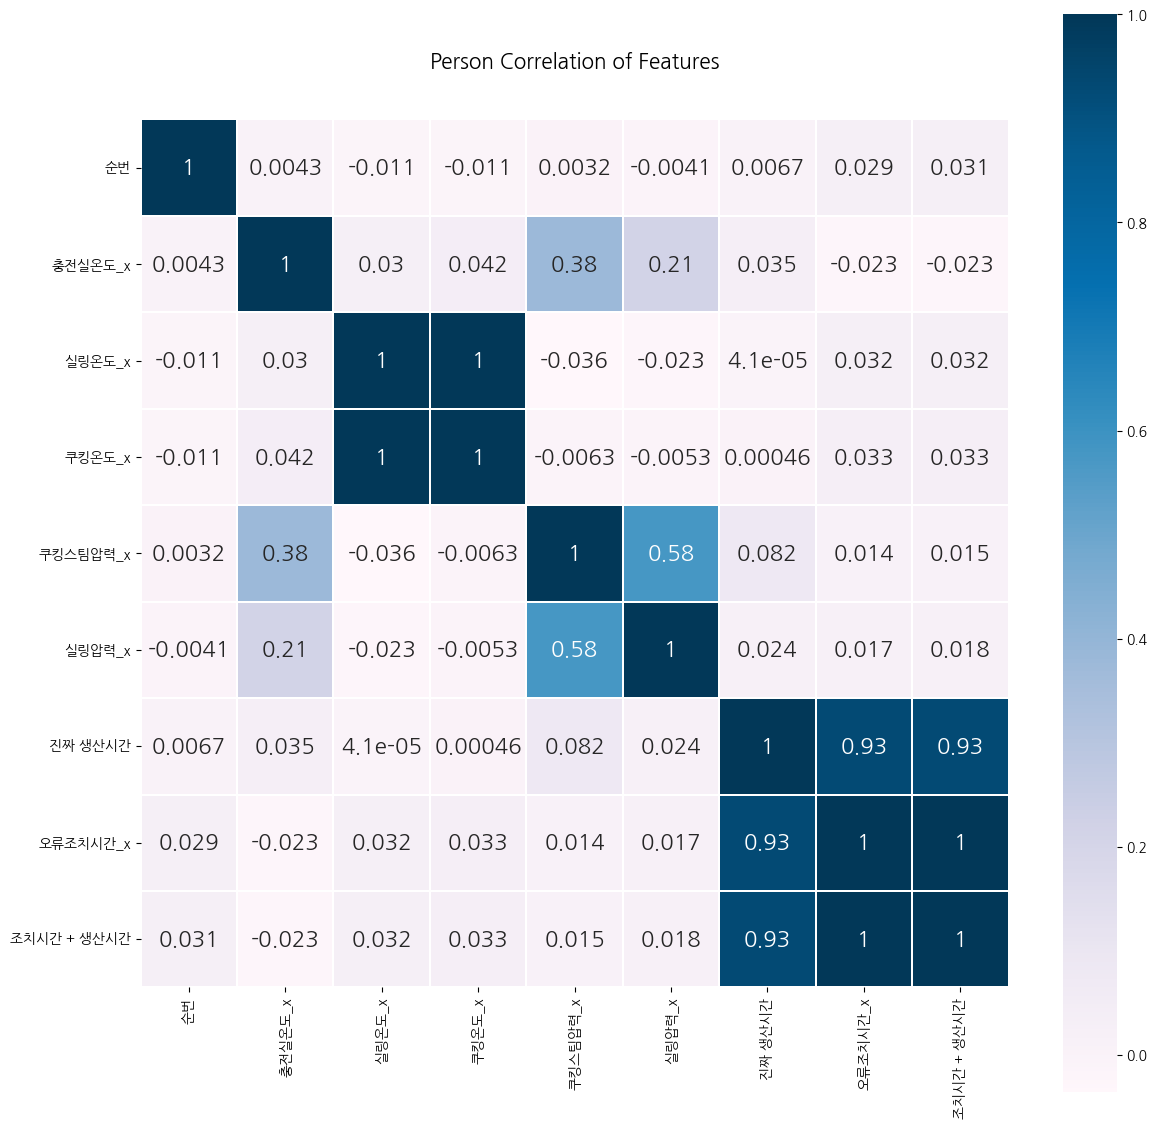 Person Correlation of Features
순번 1 0.0043 -0.011 -0.011 0.0032 -0.0041 0.0067 0.029 0.031
충전실온도_x 0.0043 1 0.03 0.042 0.38 0.21 0.035 -0.023 -0.023
실링온도_x -0.011 0.03 1 1 -0.036 -0.023 4.1e-05 0.032 0.032
쿠킹온도_x -0.011 0.042 1 1 -0.0063 -0.0053 0.00046 0.033 0.033
쿠킹스팀압력_x 0.0032 0.38 -0.036 -0.0063 1 0.58 0.082 0.014 0.015
실링압력_x -0.0041 0.21 -0.023 -0.0053 0.58 1 0.024 0.017 0.018
진짜 생산시간 0.0067 0.035 4.1e-05 0.00046 0.082 0.024 1 0.93 0.93
오류조치시간_x 0.029 -0.023 0.032 0.033 0.014 0.017 0.93 1 1
조치시간 + 생산시간 0.031 -0.023 0.032 0.033 0.015 0.018 0.93 1 1
순번
충전실온도_x
실링온도_x
쿠킹온도_x
쿠킹스팀압력_x
실링압력_x
진짜 생산시간
오류조치시간_x
조치시간 + 생산시간
1.0
0.8
0.6
0.4
0.2
0.0